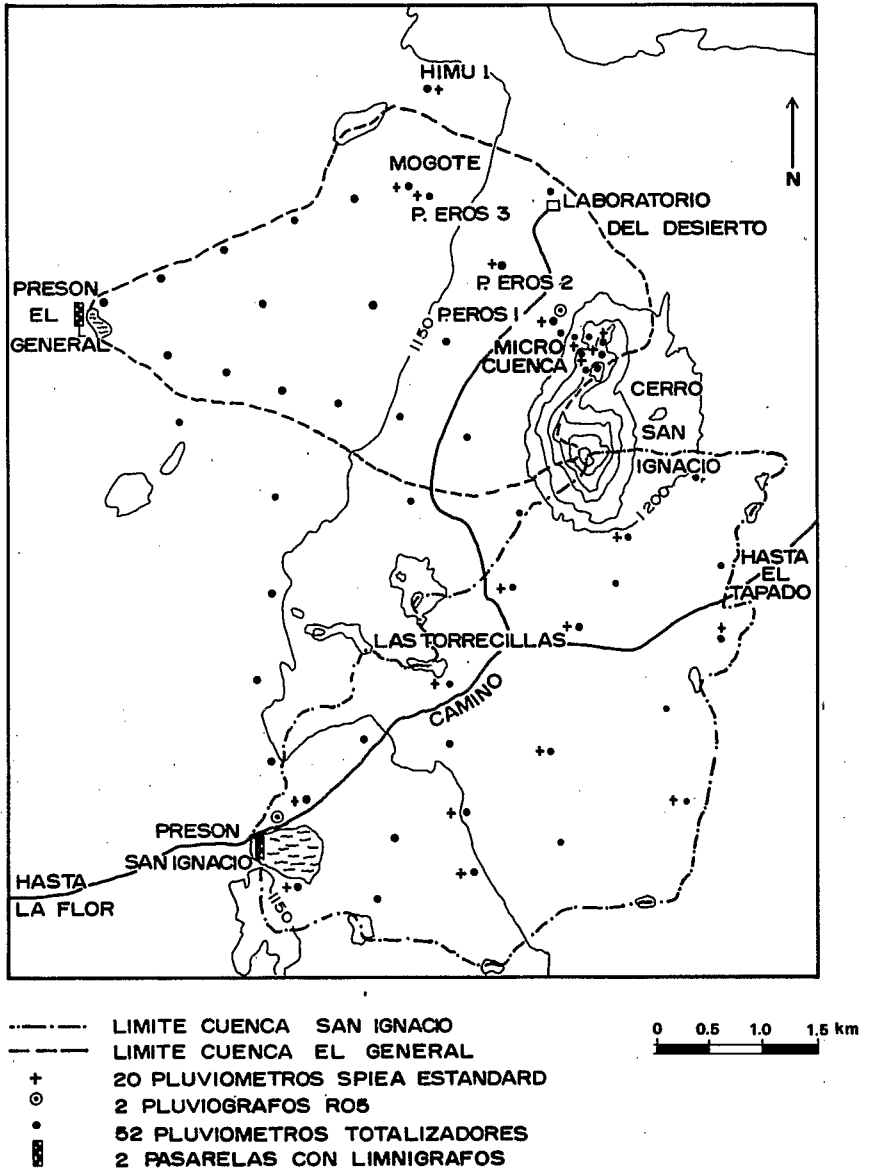 HIMU 1
MOGOTE
P. EROS 3
N
LABORATORIO
DEL DESIERTO
P. EROS 2
PRESON
EL
GENERAL
P.EROS 1
1150
MICRO
CUENCA
CERRO
SAN
IGNACIO
1200
HASTA
EL
TAPADO
LAS TORRECILLAS
CAMINO
PRESON
SAN IGNACIO
HASTA
LA FLOR
1150
LIMITE CUENCA SAN IGNACIO
LIMITE CUENCA EL GENERAL
20 PLUVIOMETROS SPIEA ESTANDARD
2 PLUVIOGRAFOS RO5
52 PLUVIOMETROS TOTALIZADORES
2 PASARELAS CON LIMNIGRAFOS
0 0.5 1.0 1.5 km